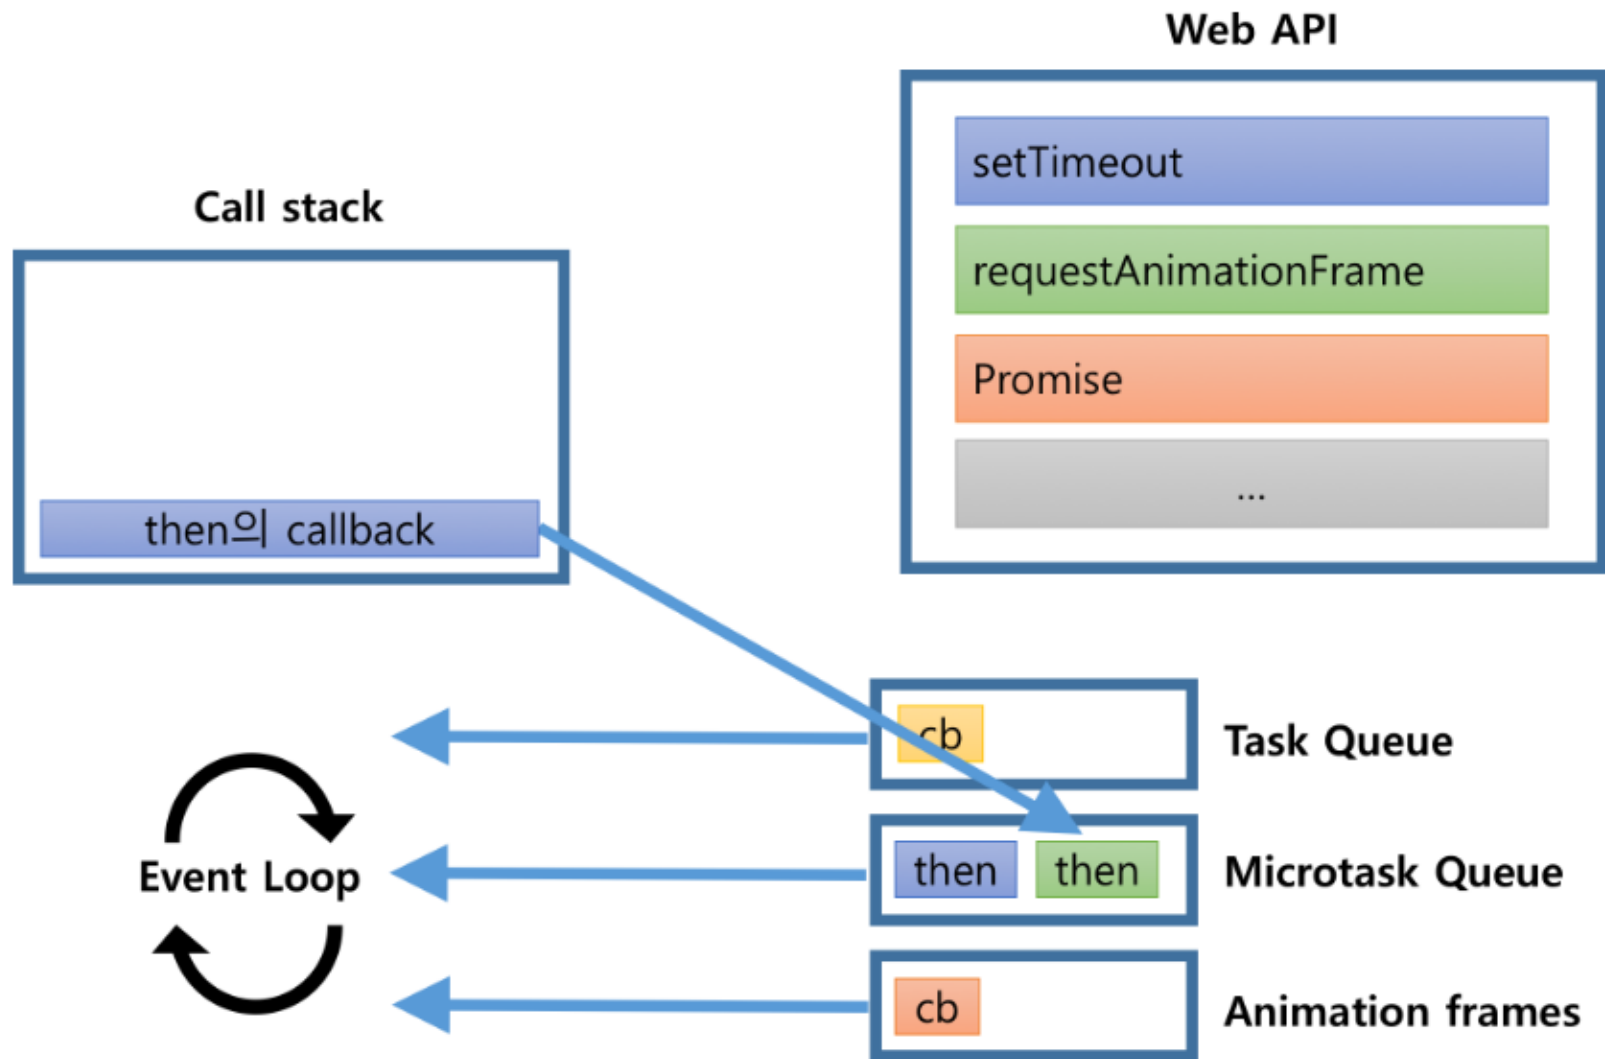 Web API
setTimeout
requestAnimationFrame
Promise
...
Call stack
then의 callback
cb
Task Queue
Event Loop
then then
Microtask Queue
cb
Animation frames